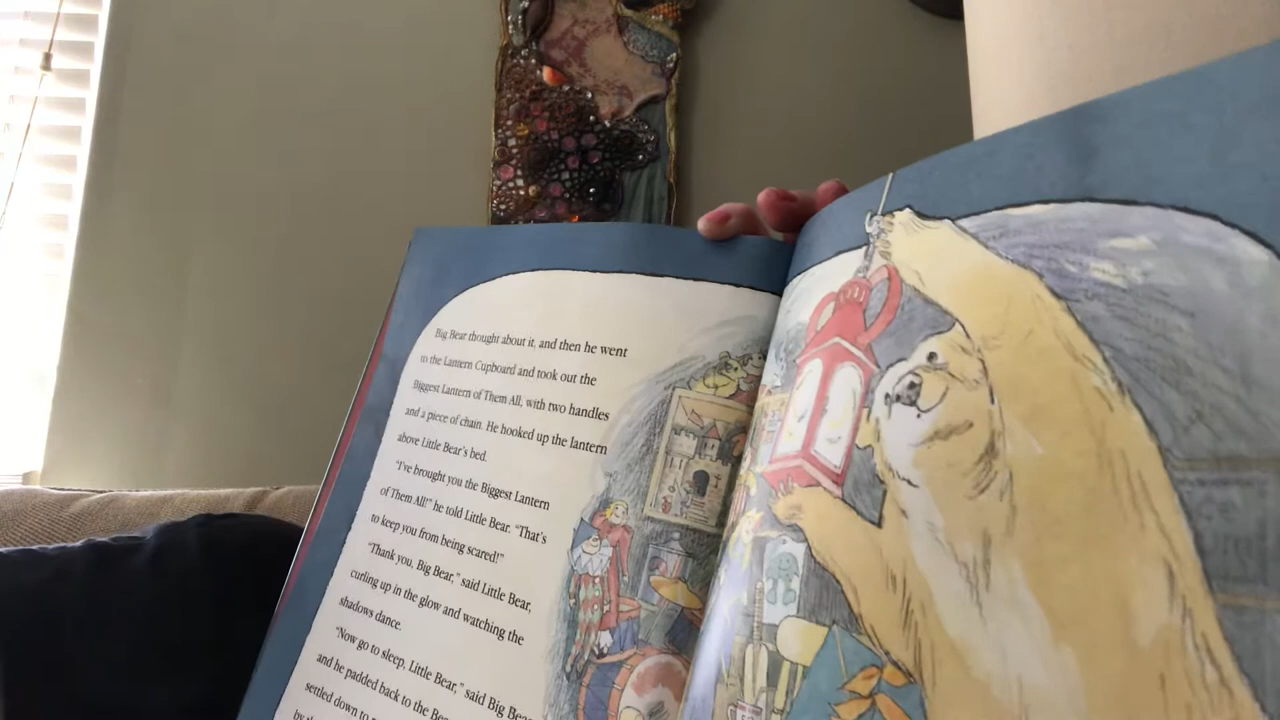 Big Bear thought about it, and then he went
to the Lantern Cupboard and took out the
Biggest Lantern of Them All, with two handles
and a piece of chain. He hooked up the lantern
above Little Bear's bed.
"I've brought you the Biggest Lantern
of Them All!" he told Little Bear. "That's
to keep you from being scared!"
"Thank you, Big Bear," said Little Bear,
curling up in the glow and watching the
shadows dance.
"Now go to sleep, Little Bear," said Big Bear
and he padded back to the
settled down to